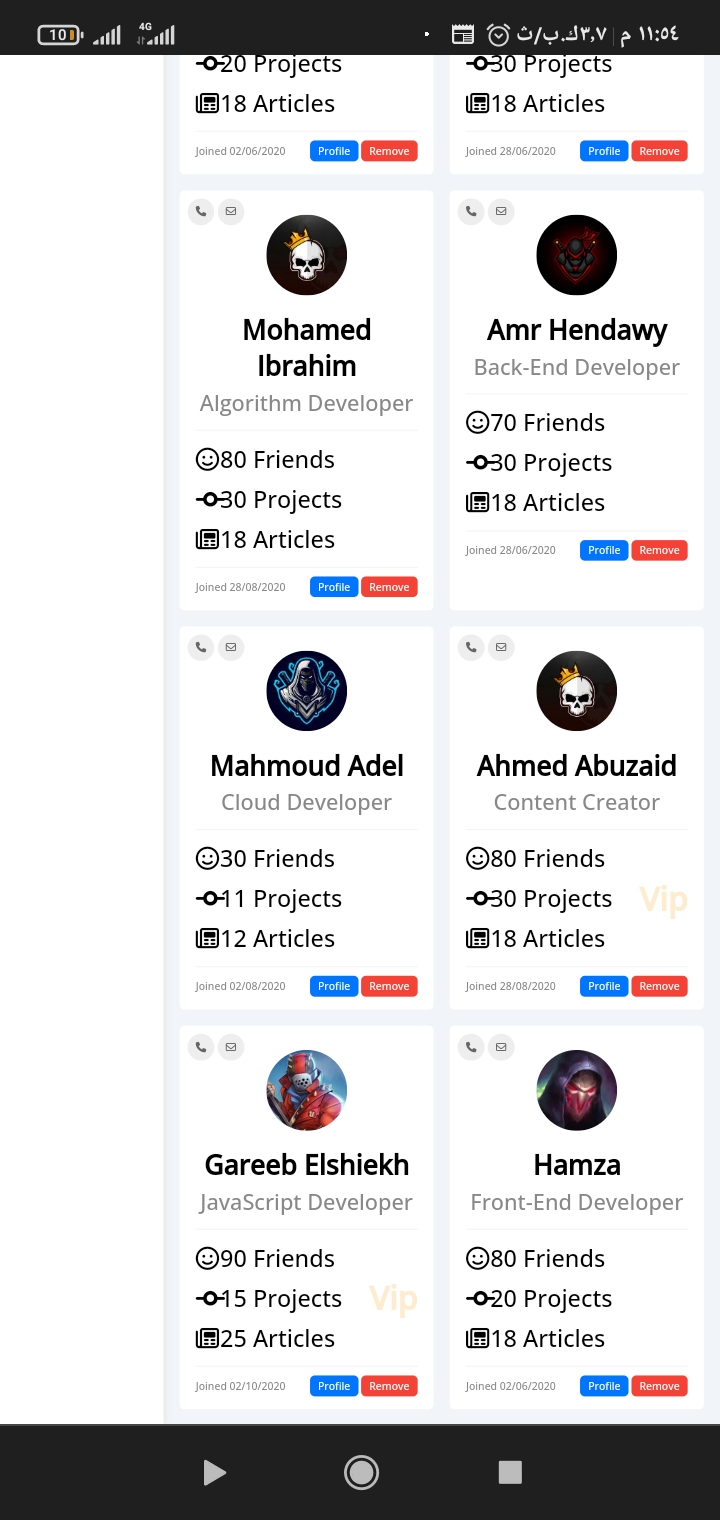 10
4G
١١:٥٤ م | ٣٫٧ك.ب/ث
20 Projects
18 Articles
Joined 02/06/2020 Profile Remove
30 Projects
18 Articles
Joined 28/06/2020 Profile Remove
Mohamed
Ibrahim
Algorithm Developer
80 Friends
30 Projects
18 Articles
Joined 28/08/2020 Profile Remove
Amr Hendawy
Back-End Developer
70 Friends
30 Projects
18 Articles
Joined 28/06/2020 Profile Remove
Mahmoud Adel
Cloud Developer
30 Friends
11 Projects
12 Articles
Joined 02/08/2020 Profile Remove
Ahmed Abuzaid
Content Creator
80 Friends
30 Projects Vip
18 Articles
Joined 28/08/2020 Profile Remove
Gareeb Elshiekh
JavaScript Developer
90 Friends
15 Projects Vip
25 Articles
Joined 02/10/2020 Profile Remove
Hamza
Front-End Developer
80 Friends
20 Projects
18 Articles
Joined 02/06/2020 Profile Remove